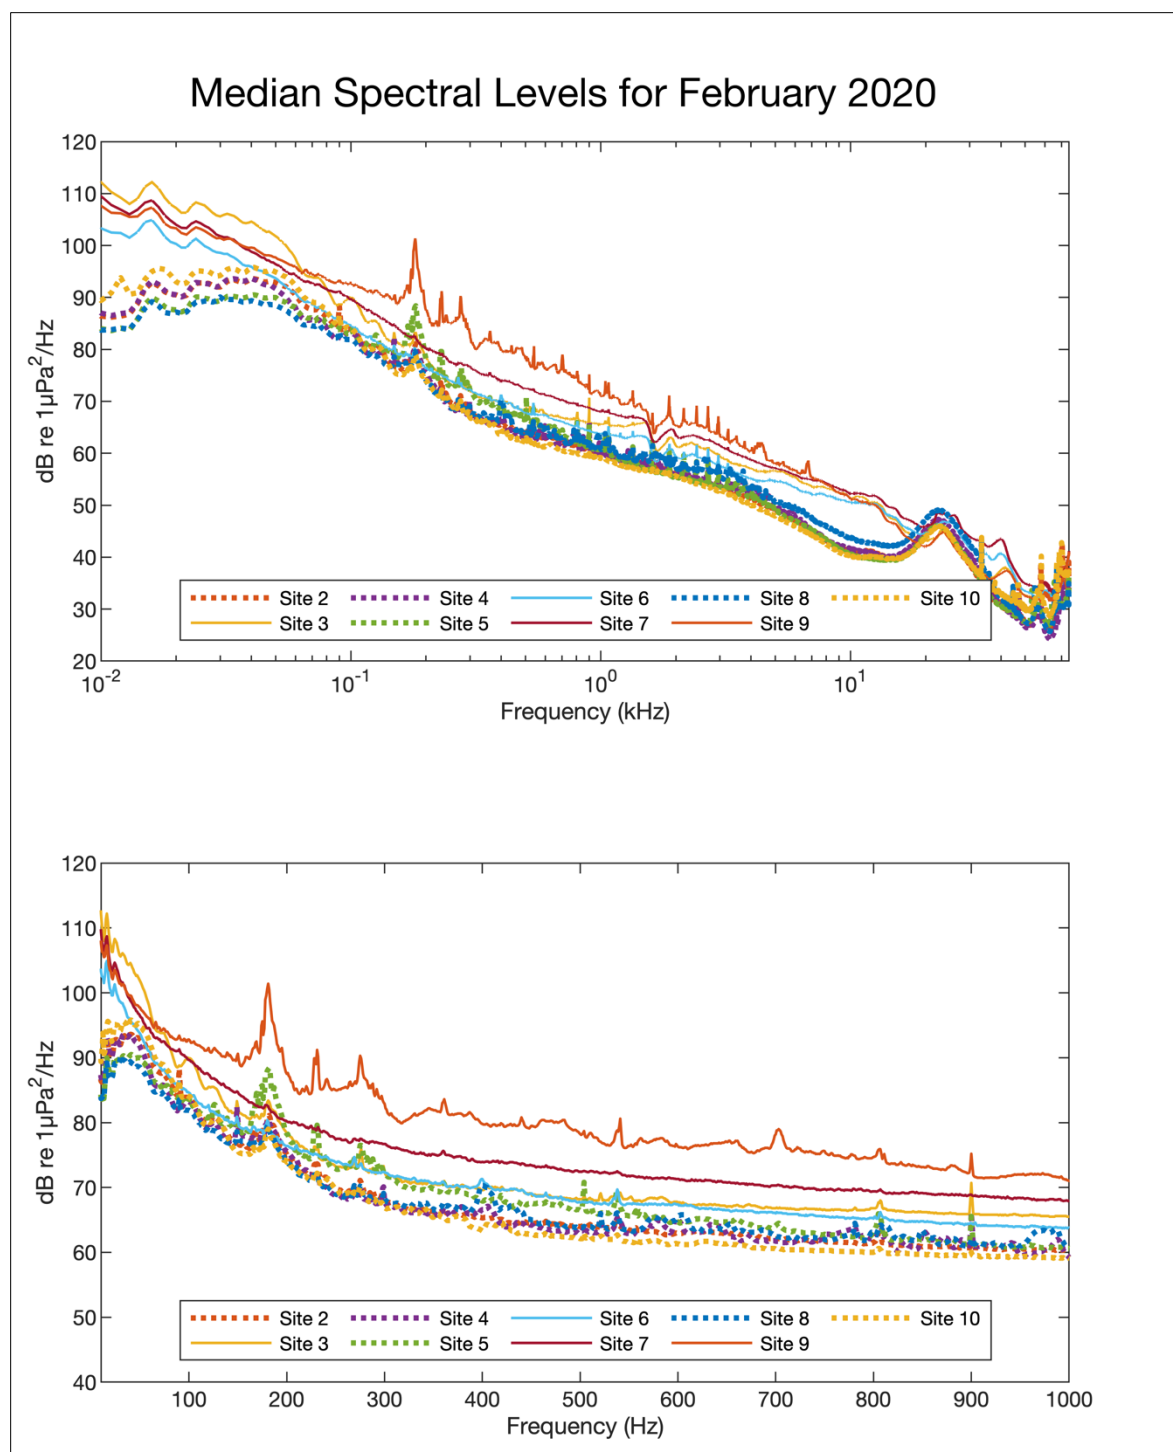 Median Spectral Levels for February 2020
120
110
100
90
80
70
60
50
40
30
20
dB re 1µPa²/Hz
Site 2 Site 4 Site 6 Site 8 Site 10
Site 3 Site 5 Site 7 Site 9
10⁻² 10⁻¹ 10⁰ 10¹
Frequency (kHz)
120
110
100
90
80
70
60
50
40
dB re 1µPa²/Hz
Site 2 Site 4 Site 6 Site 8 Site 10
Site 3 Site 5 Site 7 Site 9
100 200 300 400 500 600 700 800 900 1000
Frequency (Hz)